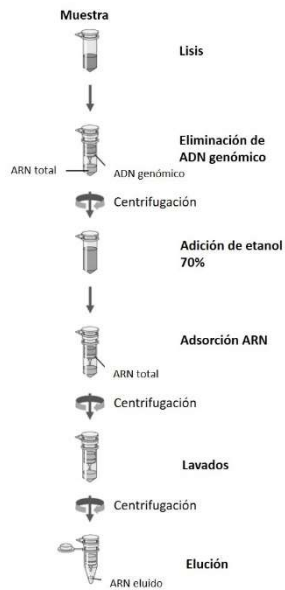 Muestra
Lisis
Eliminación de
ADN genómico
ARN total
ADN genómico
Centrifugación
Adición de etanol
70%
Adsorción ARN
ARN total
Centrifugación
Lavados
Centrifugación
Elución
ARN eluido